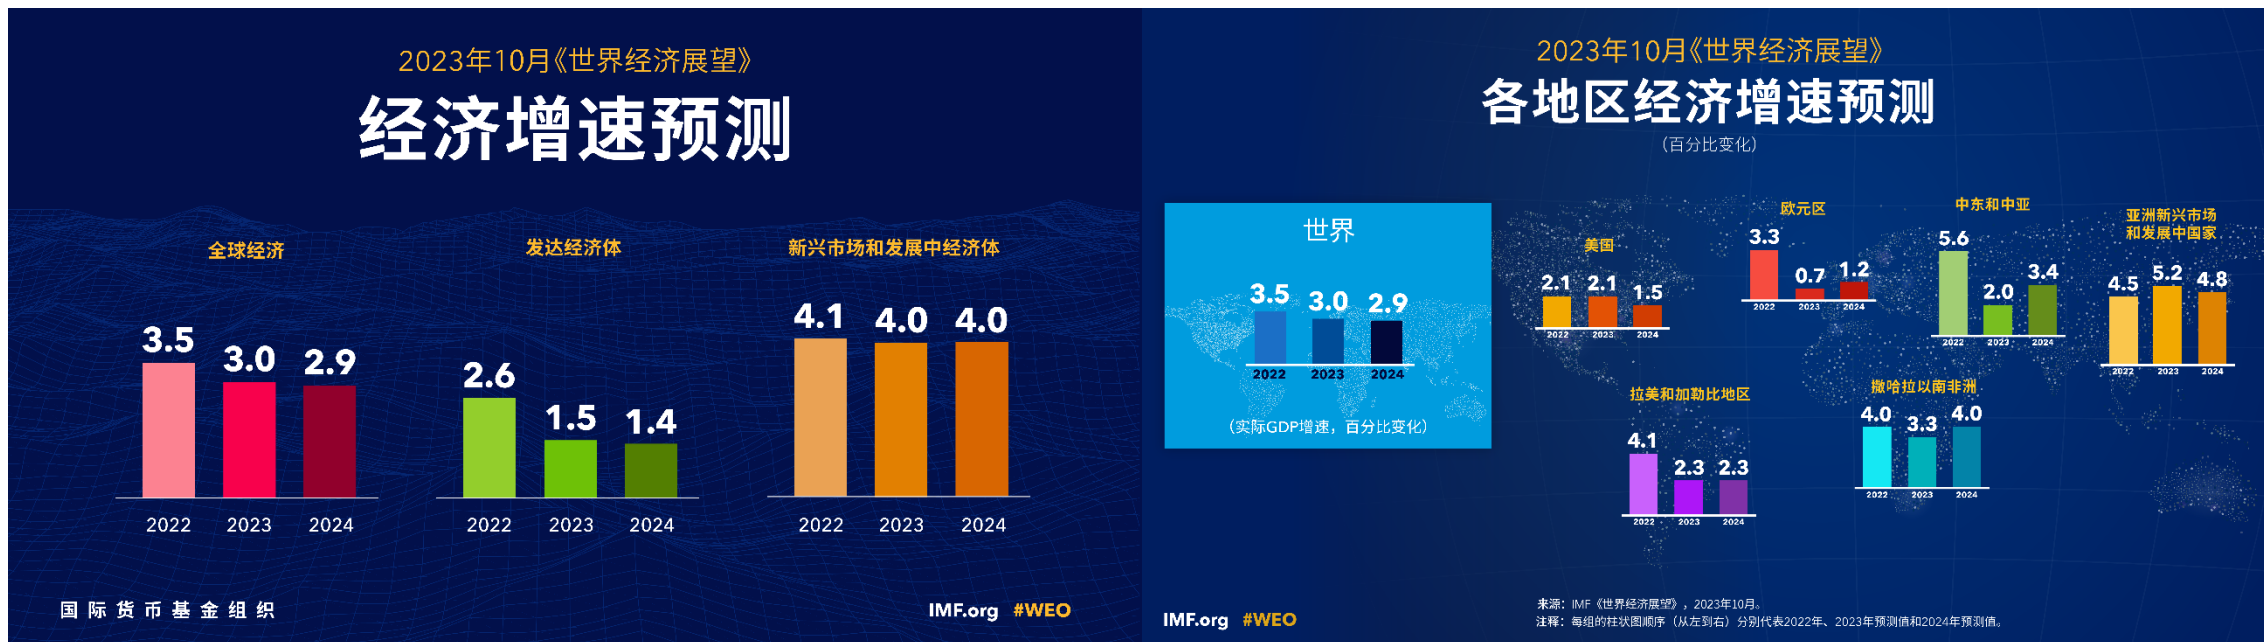 2023年10月《世界经济展望》
经济增速预测
全球经济
3.5
3.0
2.9
2022
2023
2024
发达经济体
2.6
1.5
1.4
2022
2023
2024
新兴市场和发展中经济体
4.1
4.0
4.0
2022
2023
2024
国际货币基金组织
IMF.org #WEO
2023年10月《世界经济展望》
各地区经济增速预测
（百分比变化）
世界
3.5
3.0
2.9
2022
2023
2024
（实际GDP增速，百分比变化）
美国
2.1
2.1
1.5
2022
2023
2024
欧元区
3.3
0.7
1.2
2022
2023
2024
中东和中亚
5.6
2.0
3.4
2022
2023
2024
亚洲新兴市场
和发展中国家
4.5
5.2
4.8
2022
2023
2024
拉美和加勒比地区
4.1
2.3
2.3
2022
2023
2024
撒哈拉以南非洲
4.0
3.3
4.0
2022
2023
2024
IMF.org #WEO
来源：IMF《世界经济展望》，2023年10月。
注释：每组的柱状图顺序（从左到右）分别代表2022年、2023年预测值和2024年预测值。